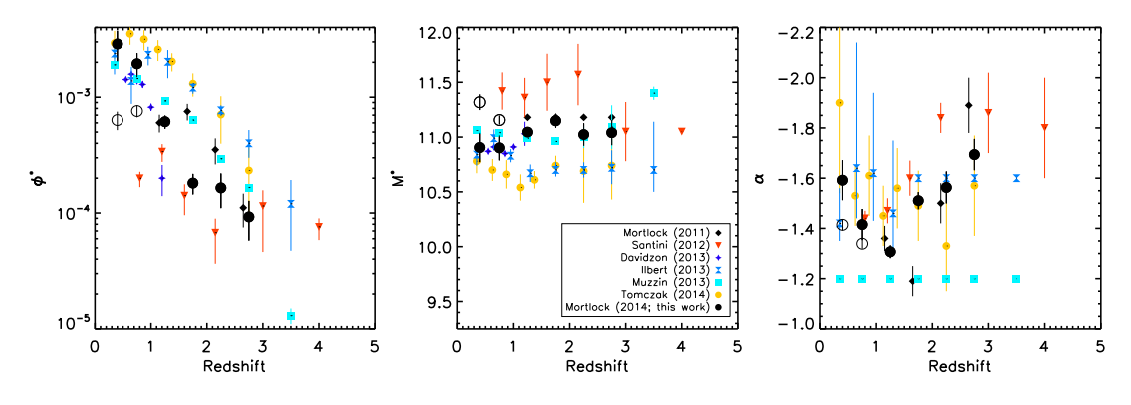 10⁻³
10⁻⁴
10⁻⁵
φ*
0 1 2 3 4 5
Redshift
12.0
11.5
11.0
10.5
10.0
9.5
M*
0 1 2 3 4 5
Redshift
Mortlock (2011)
Santini (2012)
Davidzon (2013)
Ilbert (2013)
Muzzin (2013)
Tomczak (2014)
Mortlock (2014; this work)
−2.2
−2.0
−1.8
−1.6
−1.4
−1.2
−1.0
α
0 1 2 3 4 5
Redshift